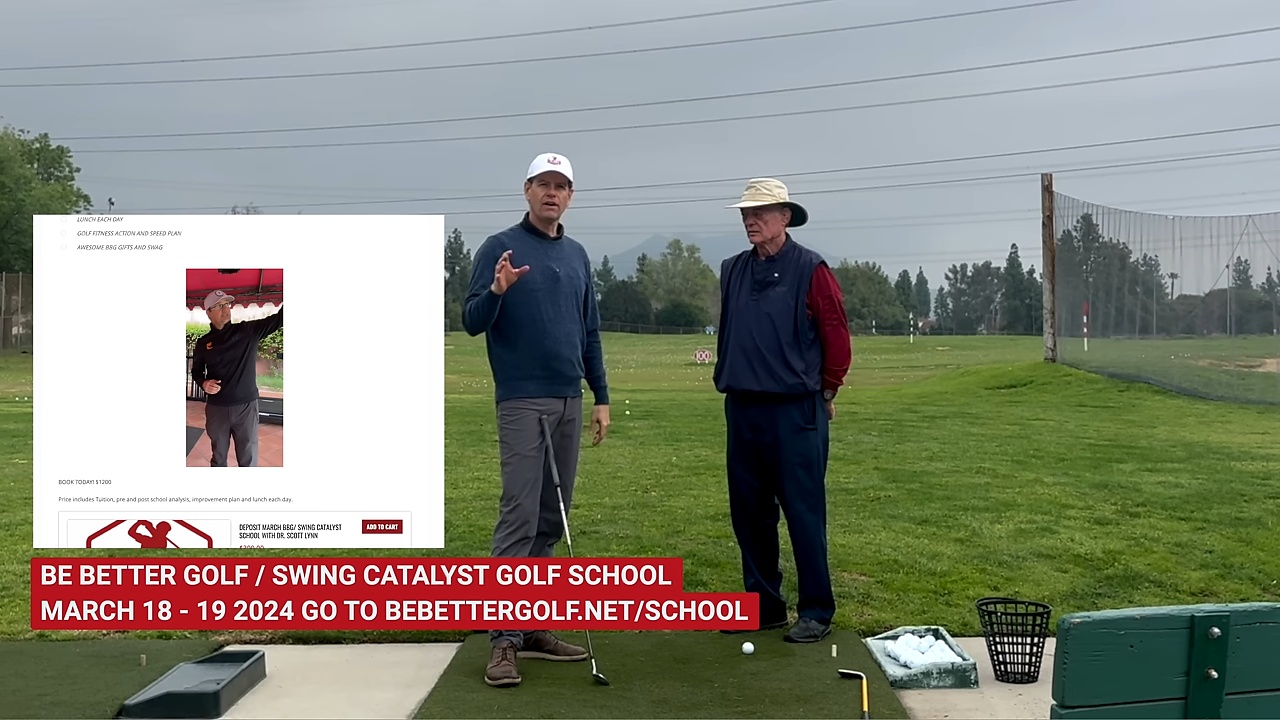 LUNCH EACH DAY
GOLF FITNESS ACTION AND SPEED PLAN
AWESOME BBG GIFTS AND SWAG
BOOK TODAY! $1200
Price includes Tuition, pre and post school analysis, improvement plan and lunch each day.
DEPOSIT MARCH BBG/ SWING CATALYST
SCHOOL WITH DR. SCOTT LYNN
ADD TO CART
BE BETTER GOLF / SWING CATALYST GOLF SCHOOL
MARCH 18 - 19 2024 GO TO BEBETTERGOLF.NET/SCHOOL
100